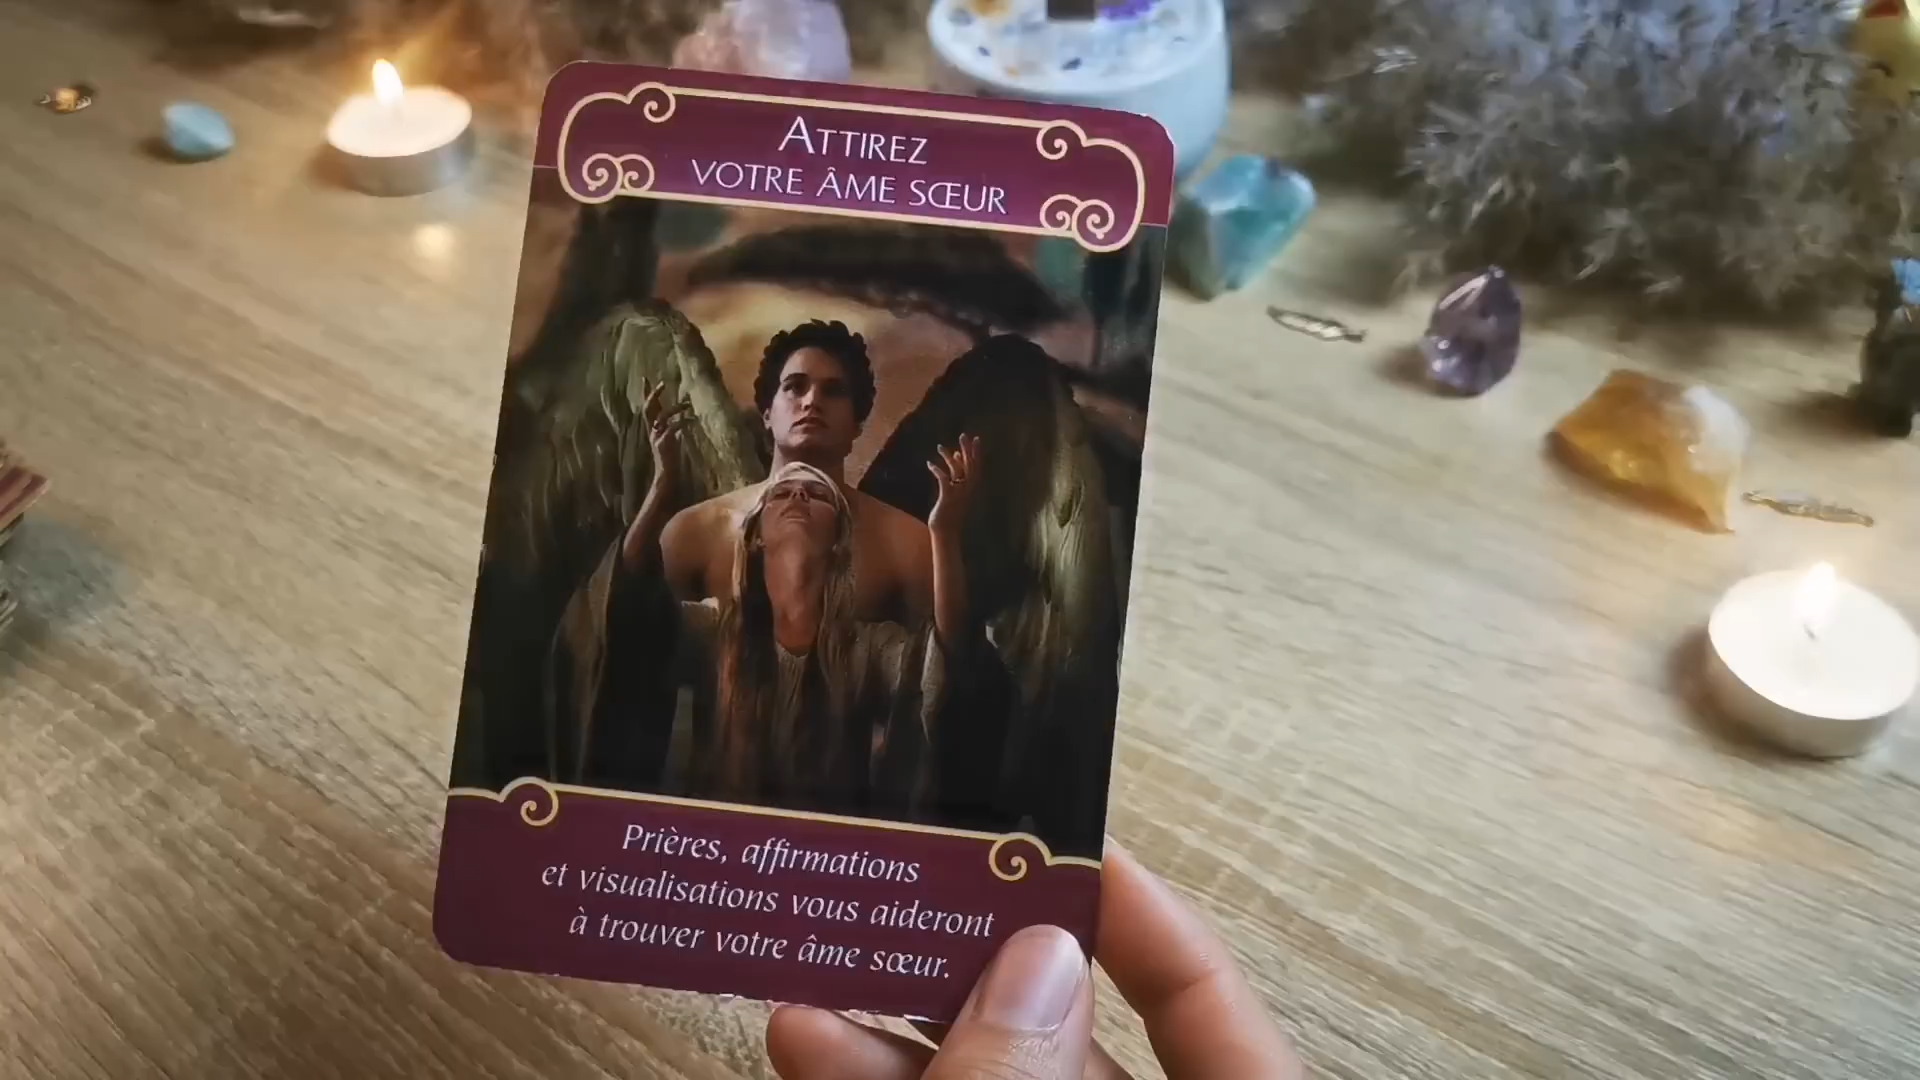 ATTIREZ
VOTRE ÂME SŒUR
Prières, affirmations
et visualisations vous aideront
à trouver votre âme sœur.